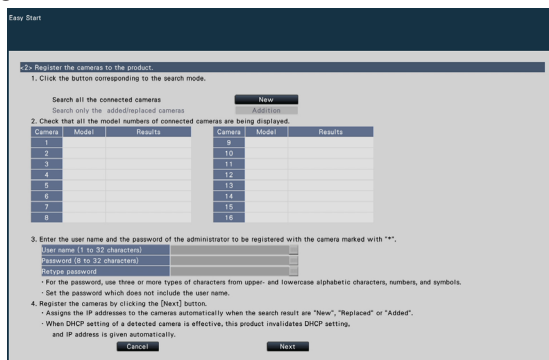 Easy Start
<2> Register the cameras to the product.
1. Click the button corresponding to the search mode.
Search all the connected cameras New
Search only the added/replaced cameras Addition
2. Check that all the model numbers of connected cameras are being displayed.
Camera Model Results Camera Model Results
1 9
2 10
3 11
4 12
5 13
6 14
7 15
8 16
3. Enter the user name and the password of the administrator to be registered with the camera marked with "*".
User name (1 to 32 characters)
Password (8 to 32 characters)
Retype password
· For the password, use three or more types of characters from upper- and lowercase alphabetic characters, numbers, and symbols.
· Set the password which does not include the user name.
4. Register the cameras by clicking the [Next] button.
· Assigns the IP addresses to the cameras automatically when the search result are "New", "Replaced" or "Added".
· When DHCP setting of a detected camera is effective, this product invalidates DHCP setting,
and IP address is given automatically.
Cancel Next